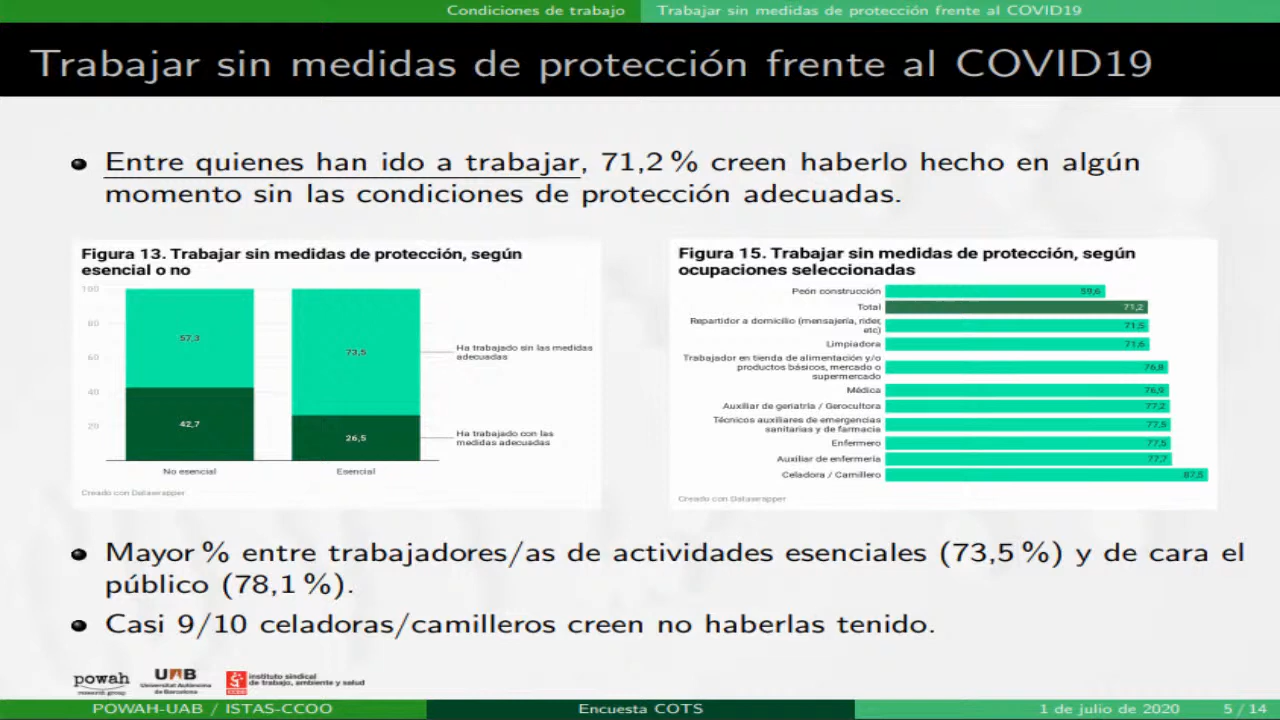 Condiciones de trabajo
Trabajar sin medidas de protección frente al COVID19
Trabajar sin medidas de protección frente al COVID19
Entre quienes han ido a trabajar, 71,2 % creen haberlo hecho en algún
momento sin las condiciones de protección adecuadas.
Figura 13. Trabajar sin medidas de protección, según
esencial o no
100
80
60
40
20
57,3
42,7
73,5
26,5
Ha trabajado sin las medidas
adecuadas
Ha trabajado con las
medidas adecuadas
No esencial
Esencial
Creado con Datawrapper
Figura 15. Trabajar sin medidas de protección, según
ocupaciones seleccionadas
Peón construcción 59,6
Total 71,2
Repartidor a domicilio (mensajería, rider,
etc) 71,5
Limpiadora 71,6
Trabajador en tienda de alimentación y/o
productos básicos, mercado o
supermercado 76,8
Médica 76,9
Auxiliar de geriatría / Gerocultora 77,2
Técnicos auxiliares de emergencias
sanitarias y de farmacia 77,5
Enfermero 77,5
Auxiliar de enfermería 77,7
Celadora / Camillero 87,5
Creado con Datawrapper
Mayor % entre trabajadores/as de actividades esenciales (73,5 %) y de cara el
público (78,1 %).
Casi 9/10 celadoras/camilleros creen no haberlas tenido.
powah
research group
UAB
Universitat Autònoma
de Barcelona
CCOO
instituto sindical
de trabajo, ambiente y salud
POWAH-UAB / ISTAS-CCOO
Encuesta COTS
1 de julio de 2020
5 / 14